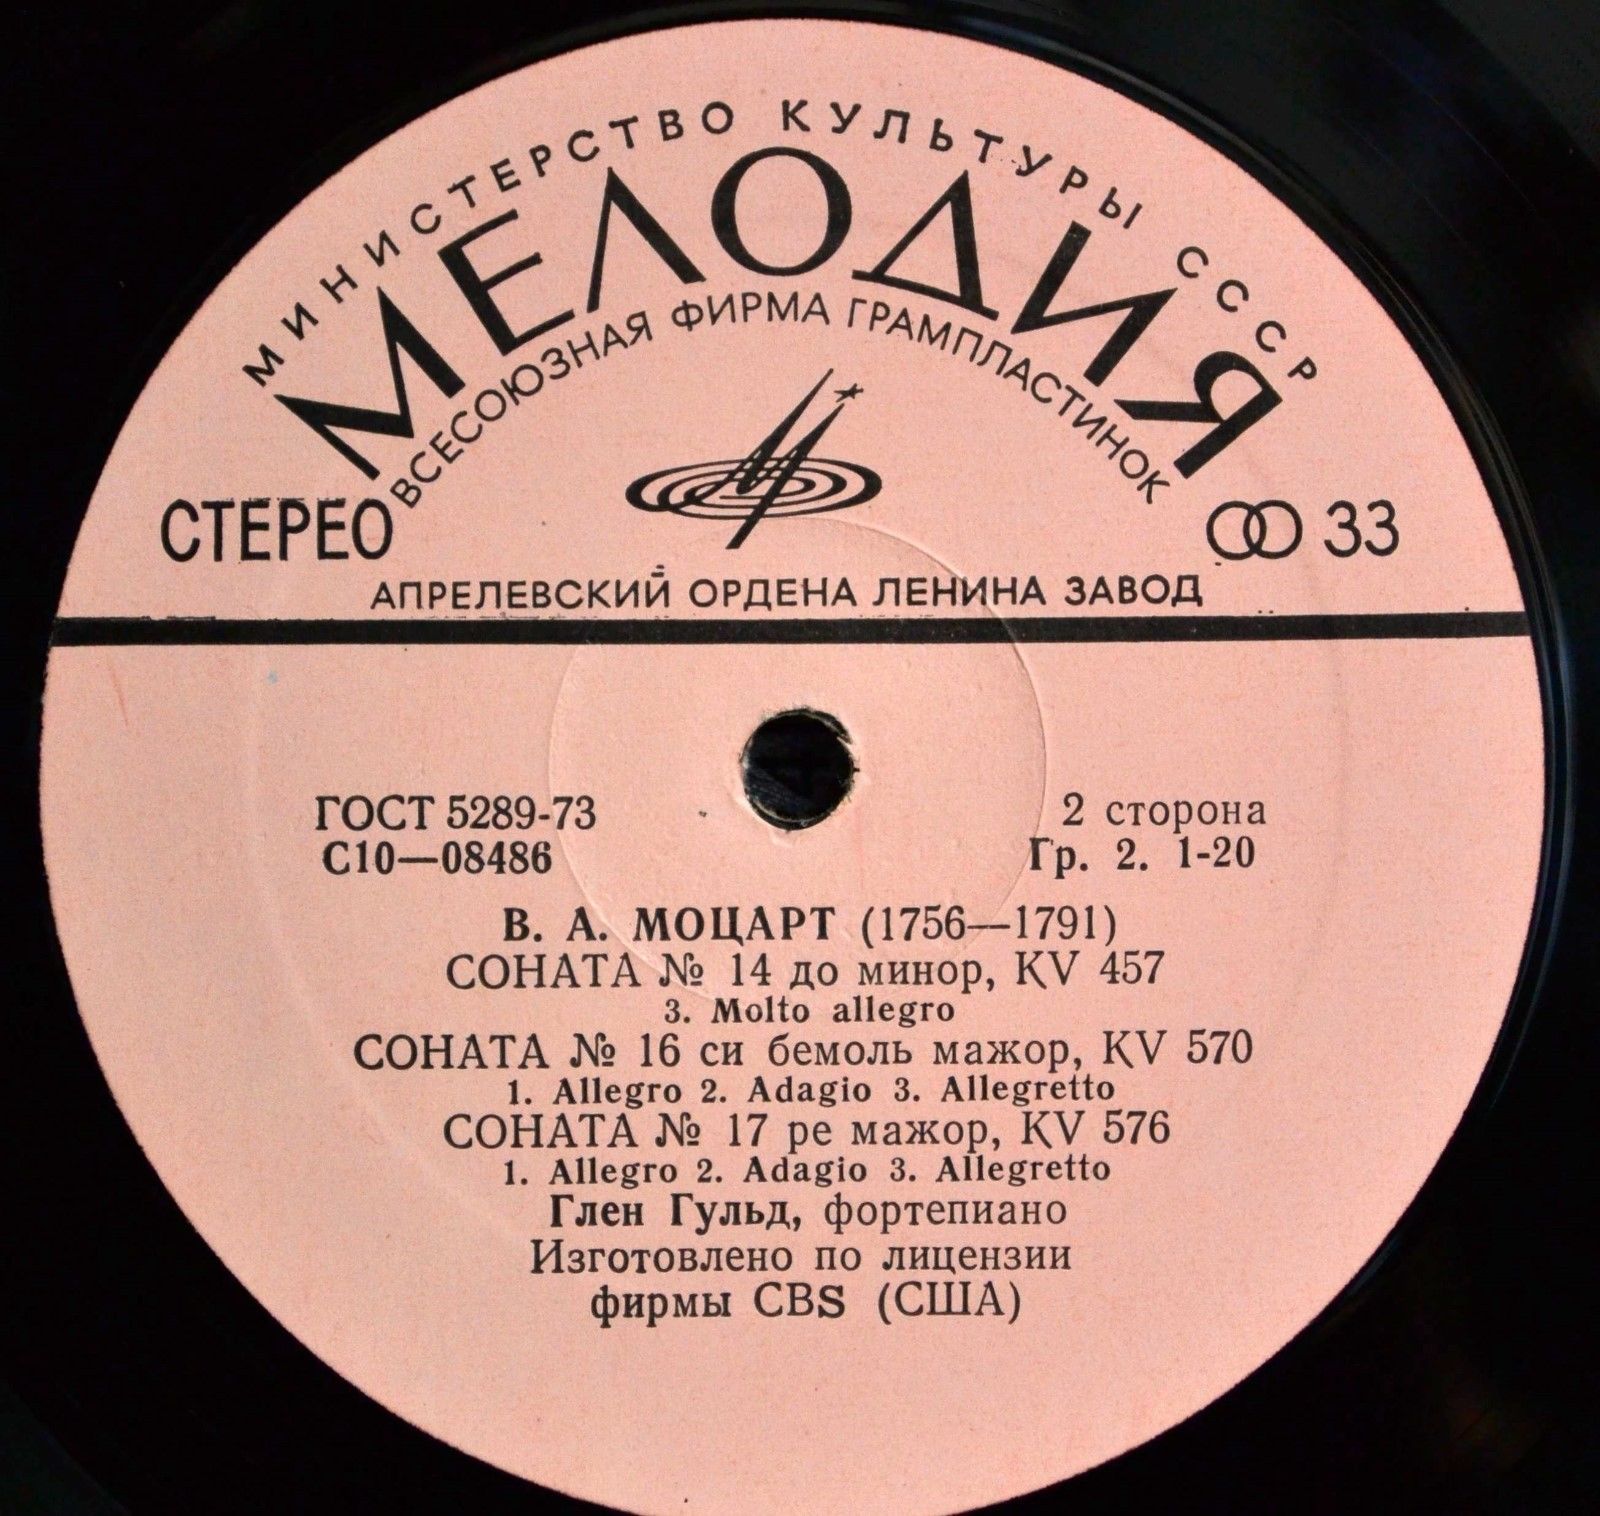 МИНИСТЕРСТВО КУЛЬТУРЫ СССР
МЕЛОДИЯ
ВСЕСОЮЗНАЯ ФИРМА ГРАМПЛАСТИНОК
СТЕРЕО
33
АПРЕЛЕВСКИЙ ОРДЕНА ЛЕНИНА ЗАВОД
ГОСТ 5289-73
2 сторона
С10—08486
Гр. 2. 1-20
В. А. МОЦАРТ (1756—1791)
СОНАТА № 14 до минор, KV 457
3. Molto allegro
СОНАТА № 16 си бемоль мажор, KV 570
1. Allegro 2. Adagio 3. Allegretto
СОНАТА № 17 ре мажор, KV 576
1. Allegro 2. Adagio 3. Allegretto
Глен Гульд, фортепиано
Изготовлено по лицензии
фирмы CBS (США)